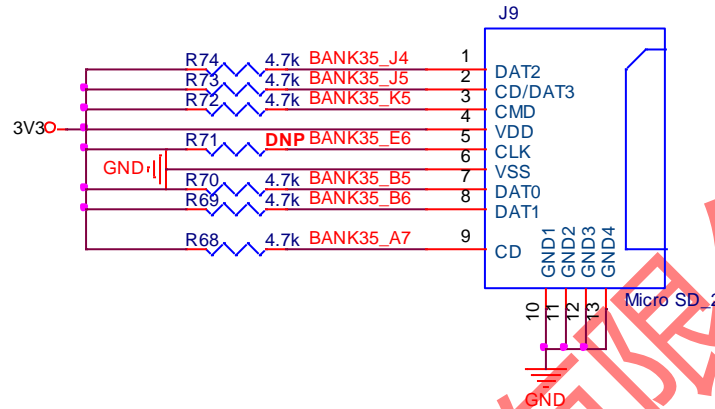 J9
R74 4.7k BANK35_J4 1 DAT2
R73 4.7k BANK35_J5 2 CD/DAT3
R72 4.7k BANK35_K5 3 CMD
3V3 4 VDD
R71 DNP BANK35_E6 5 CLK
GND 6 VSS
R70 4.7k BANK35_B5 7 DAT0
R69 4.7k BANK35_B6 8 DAT1
R68 4.7k BANK35_A7 9 CD
GND1 GND2 GND3 GND4
10 11 12 13
Micro SD_2
GND
有限